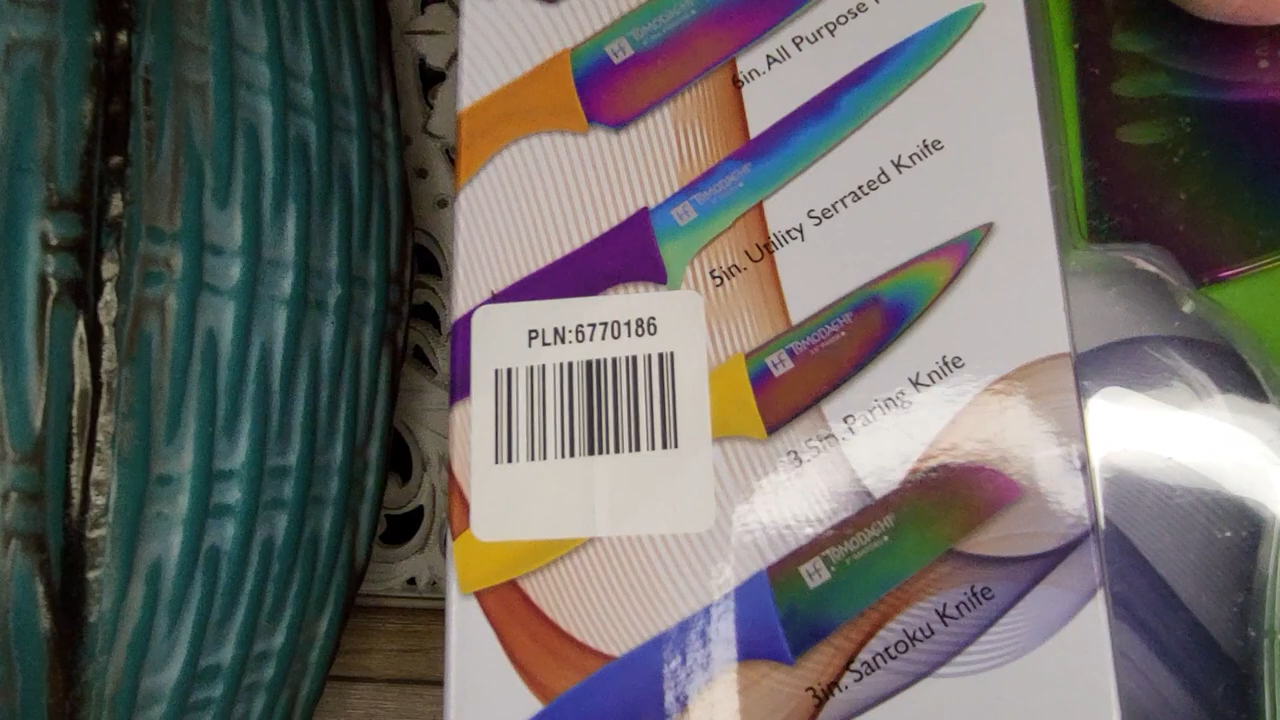 TOMODACHI
6in. All Purpose
TOMODACHI
5in. Utility Serrated Knife
PLN:6770186
TOMODACHI
3.5in. Paring Knife
TOMODACHI
3in. Santoku Knife